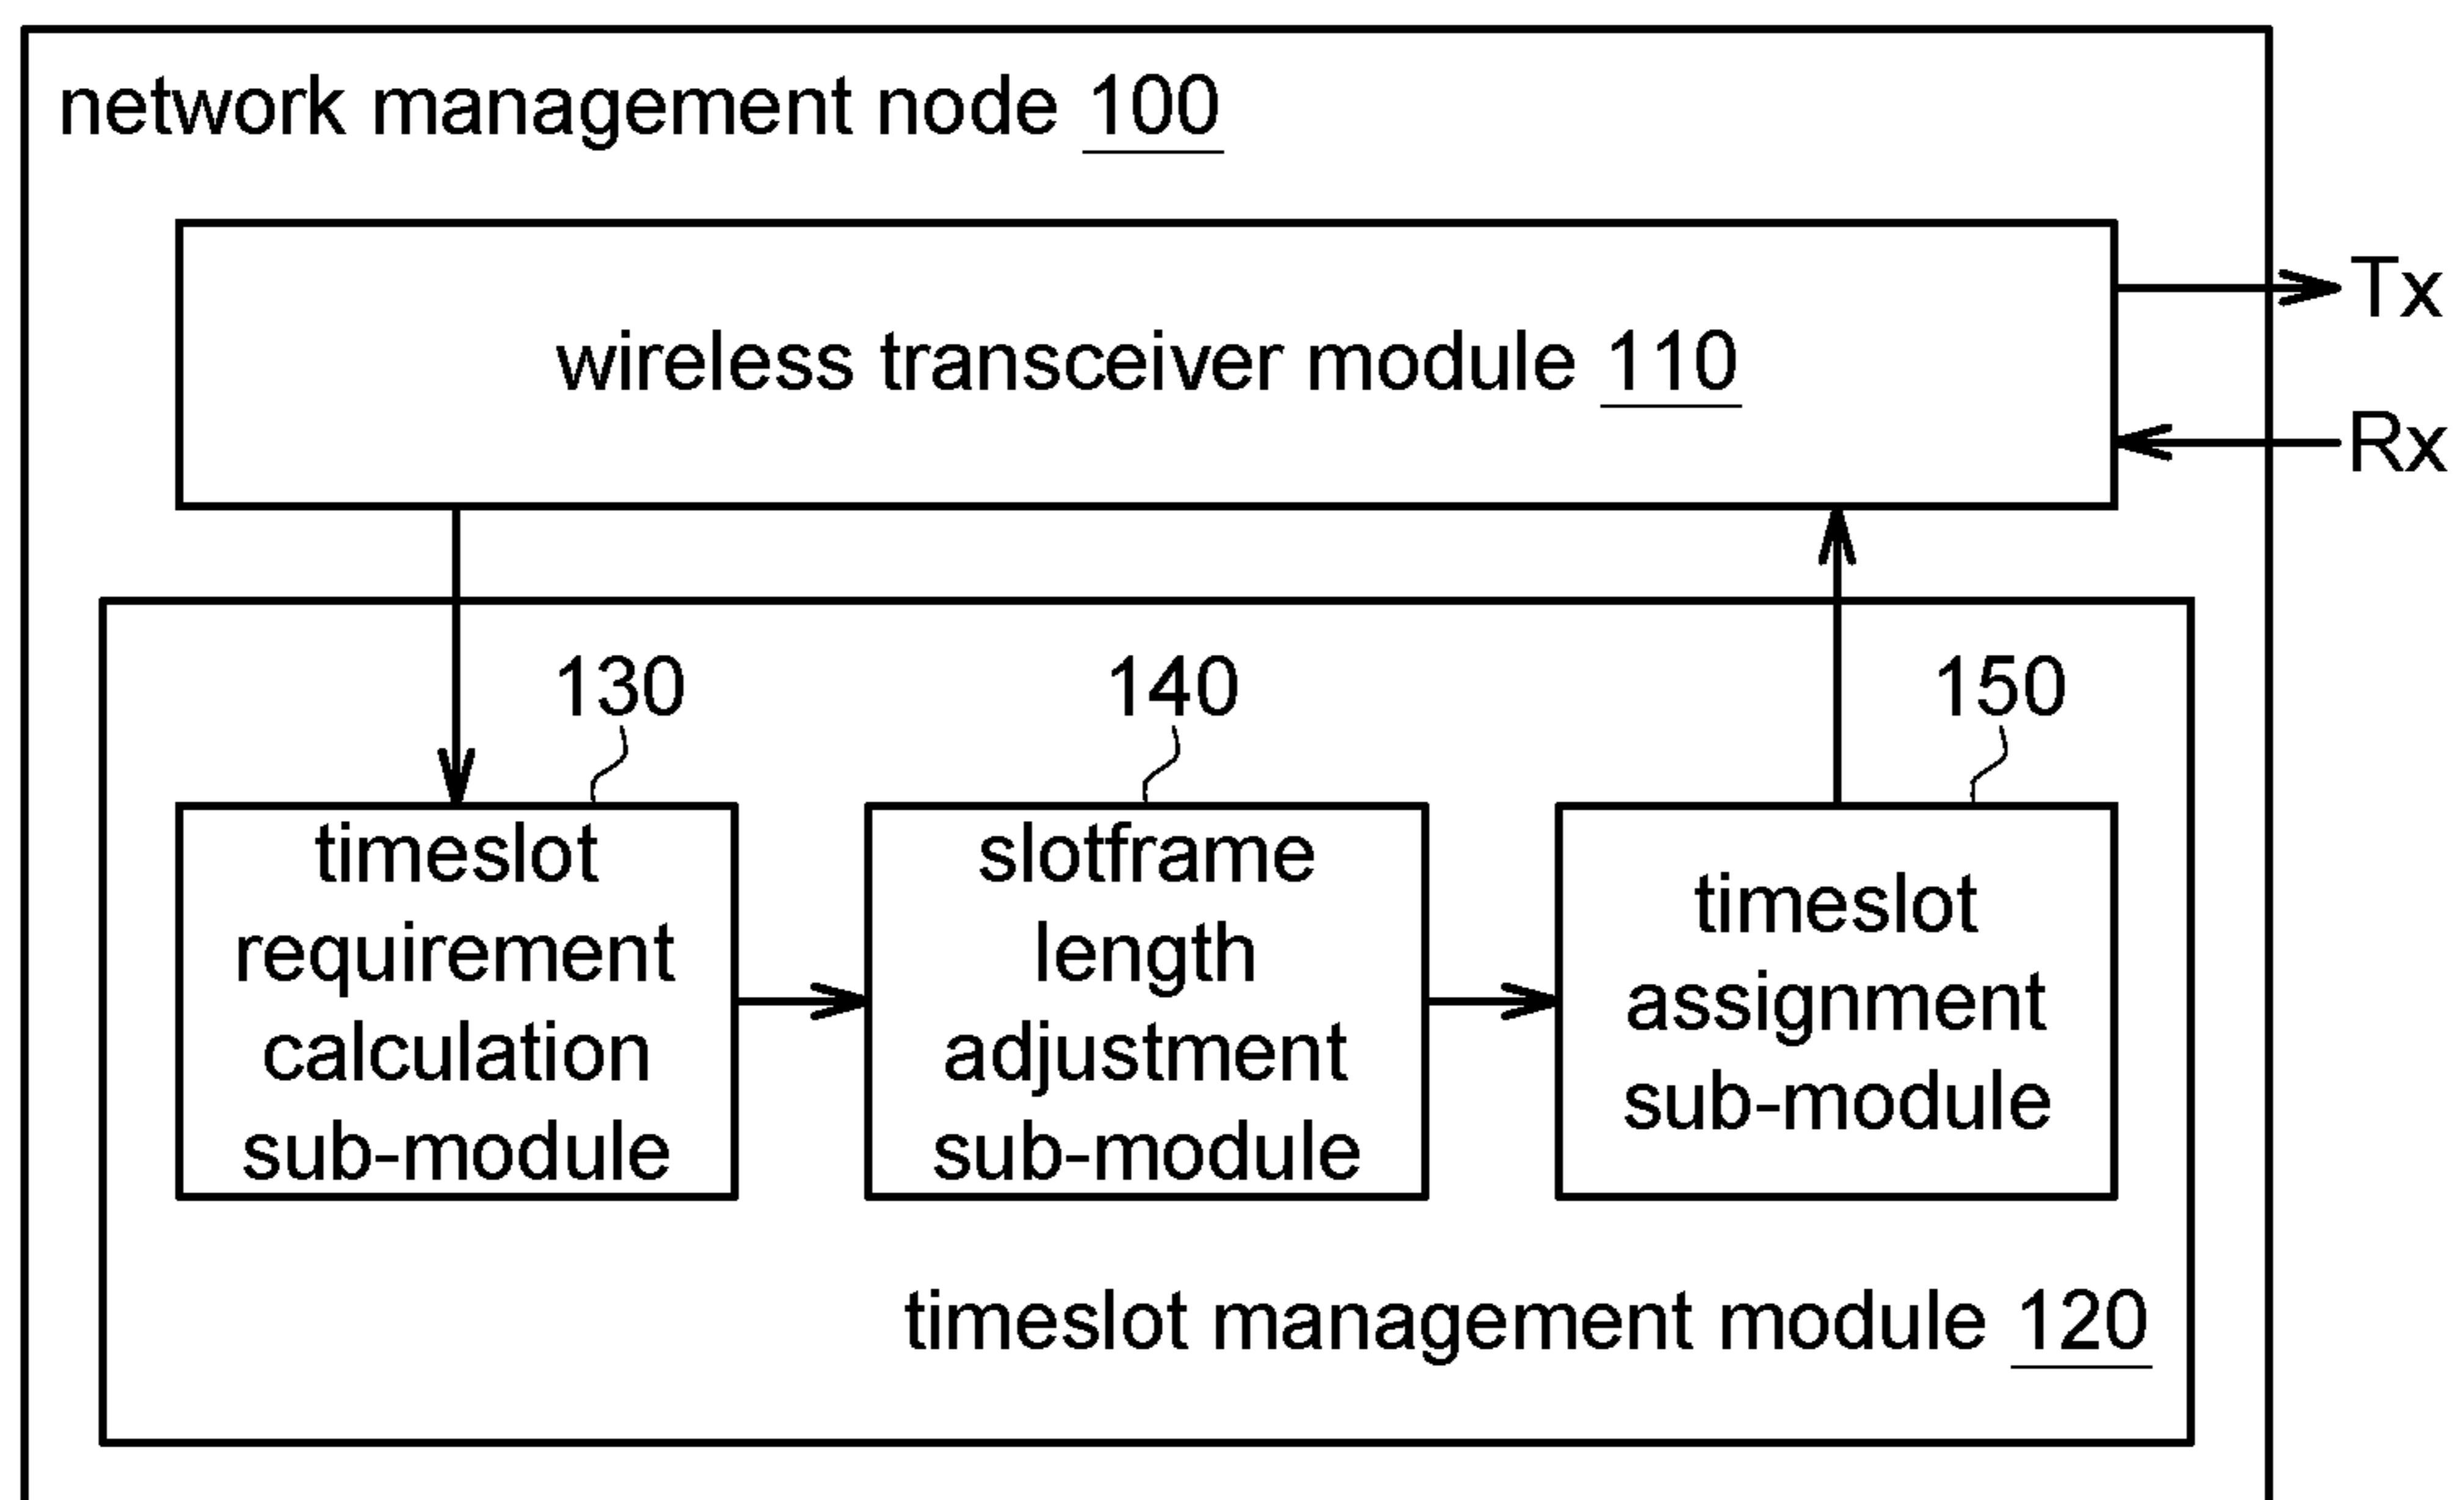 network management node 100
wireless transceiver module 110
Tx
Rx
130
140
150
timeslot
requirement
calculation
sub-module
slotframe
length
adjustment
sub-module
timeslot
assignment
sub-module
timeslot management module 120